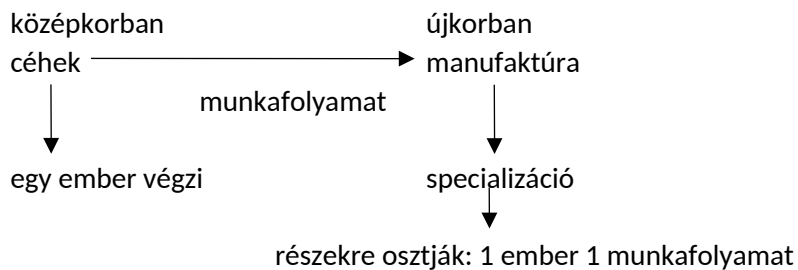 középkorban újkorban
céhek manufaktúra
munkafolyamat
egy ember végzi specializáció
részekre osztják: 1 ember 1 munkafolyamat